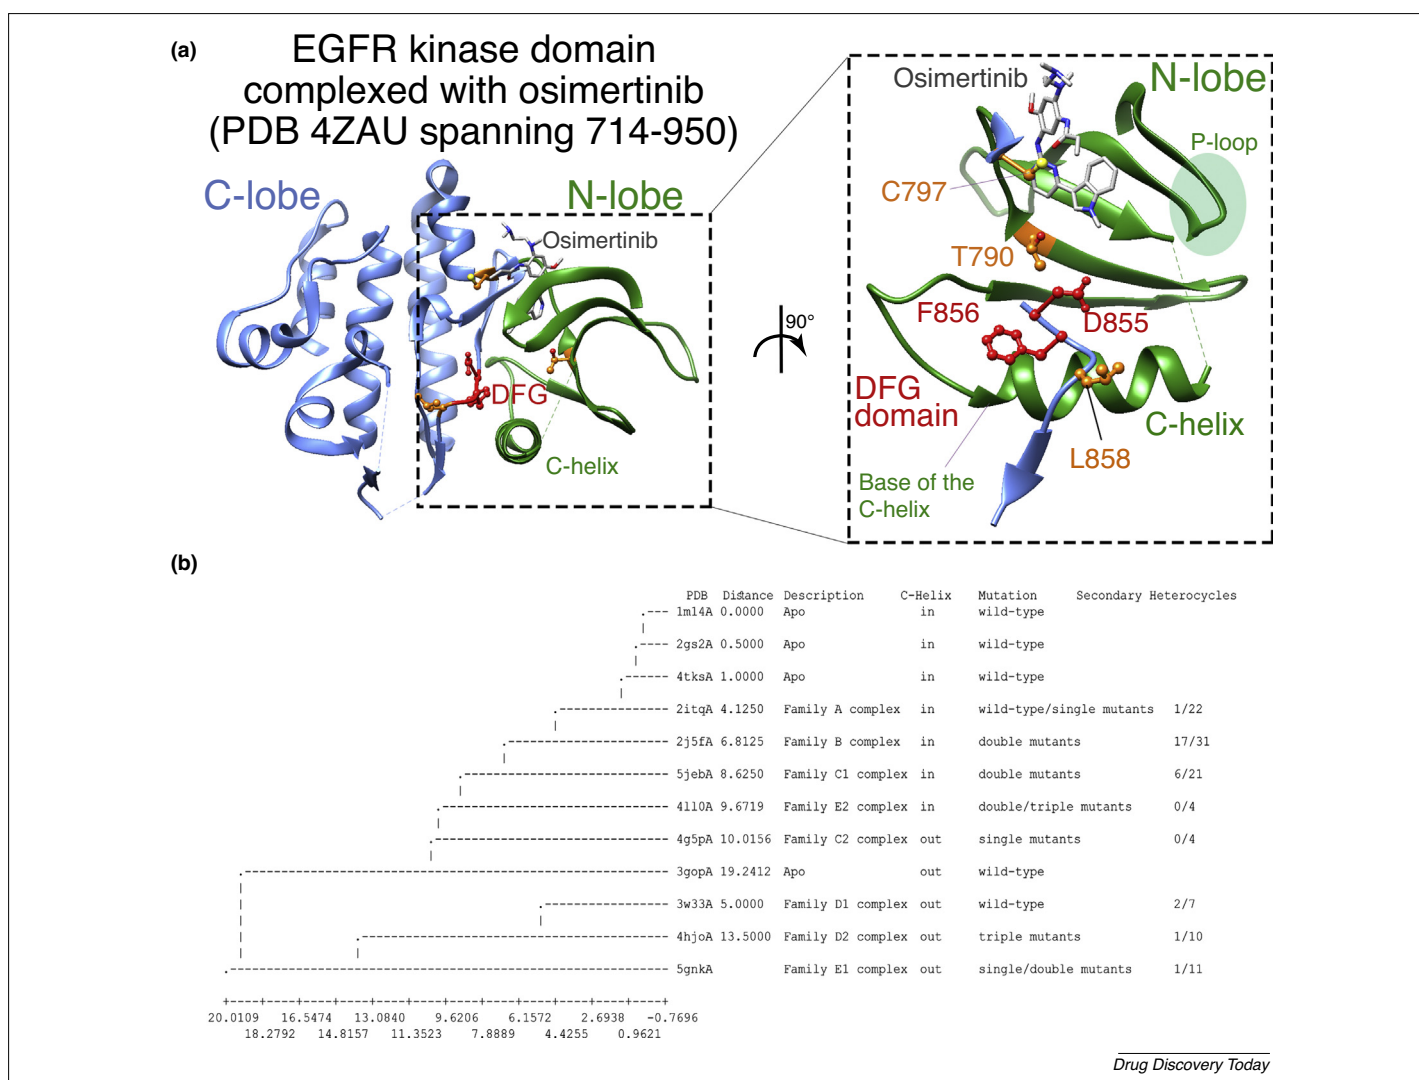 (a)
EGFR kinase domain
complexed with osimertinib
(PDB 4ZAU spanning 714-950)
C-lobe
N-lobe
Osimertinib
DFG
C-helix
90°
Osimertinib
N-lobe
P-loop
C797
T790
F856
D855
DFG
domain
C-helix
L858
Base of the
C-helix
(b)
PDB Distance Description C-Helix Mutation Secondary Heterocycles
1m14A 0.0000 Apo in wild-type
2gs2A 0.5000 Apo in wild-type
4tksA 1.0000 Apo in wild-type
2itqA 4.1250 Family A complex in wild-type/single mutants 1/22
2j5fA 6.8125 Family B complex in double mutants 17/31
5jebA 8.6250 Family C1 complex in double mutants 6/21
4ll0A 9.6719 Family E2 complex in double/triple mutants 0/4
4g5pA 10.0156 Family C2 complex out single mutants 0/4
3gopA 19.2412 Apo out wild-type
3w33A 5.0000 Family D1 complex out wild-type 2/7
4hjoA 13.5000 Family D2 complex out triple mutants 1/10
5gnkA Family E1 complex out single/double mutants 1/11
20.0109 16.5474 13.0840 9.6206 6.1572 2.6938 -0.7696
18.2792 14.8157 11.3523 7.8889 4.4255 0.9621
Drug Discovery Today